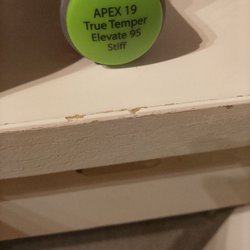 APEX 19
True Temper
Elevate 95
Stiff